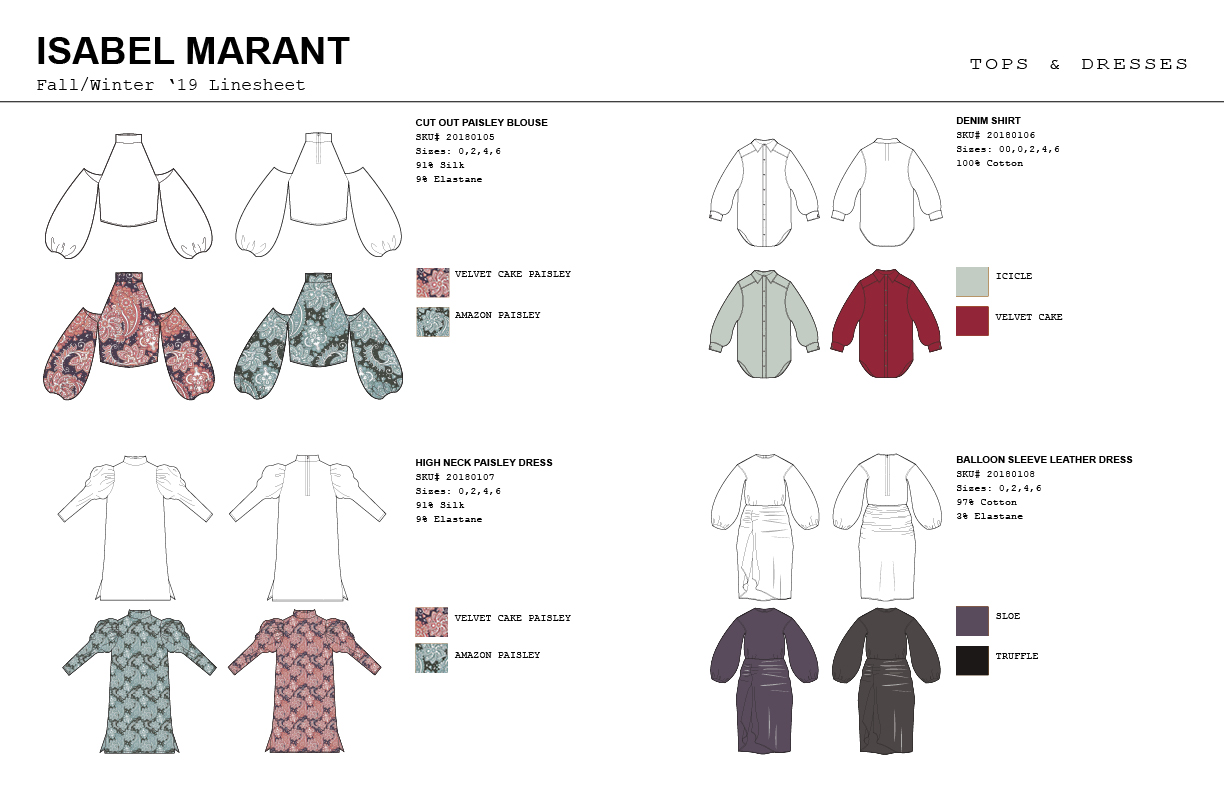 ISABEL MARANT
Fall/Winter ‘19 Linesheet
TOPS & DRESSES
CUT OUT PAISLEY BLOUSE
SKU# 20180105
Sizes: 0,2,4,6
91% Silk
9% Elastane
VELVET CAKE PAISLEY
AMAZON PAISLEY
DENIM SHIRT
SKU# 20180106
Sizes: 00,0,2,4,6
100% Cotton
ICICLE
VELVET CAKE
HIGH NECK PAISLEY DRESS
SKU# 20180107
Sizes: 0,2,4,6
91% Silk
9% Elastane
VELVET CAKE PAISLEY
AMAZON PAISLEY
BALLOON SLEEVE LEATHER DRESS
SKU# 20180108
Sizes: 0,2,4,6
97% Cotton
3% Elastane
SLOE
TRUFFLE